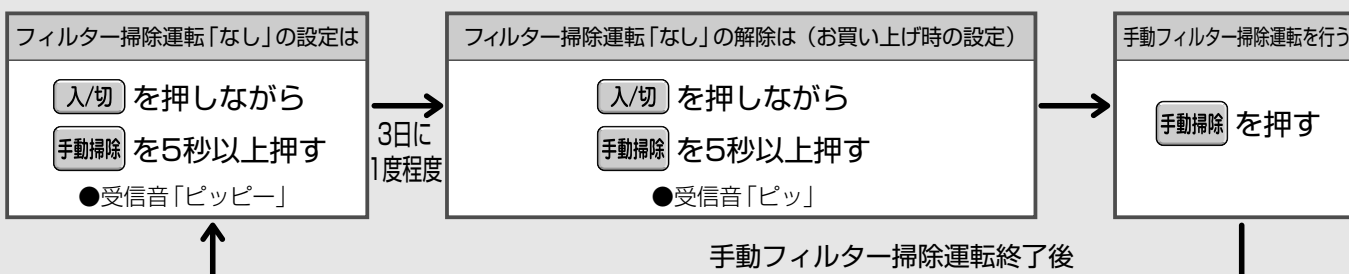 フィルター掃除運転「なし」の設定は
入/切 を押しながら
手動掃除 を5秒以上押す
●受信音「ピッピー」
3日に
1度程度
フィルター掃除運転「なし」の解除は（お買い上げ時の設定）
入/切 を押しながら
手動掃除 を5秒以上押す
●受信音「ピッ」
手動フィルター掃除運転を行う
手動掃除 を押す
手動フィルター掃除運転終了後